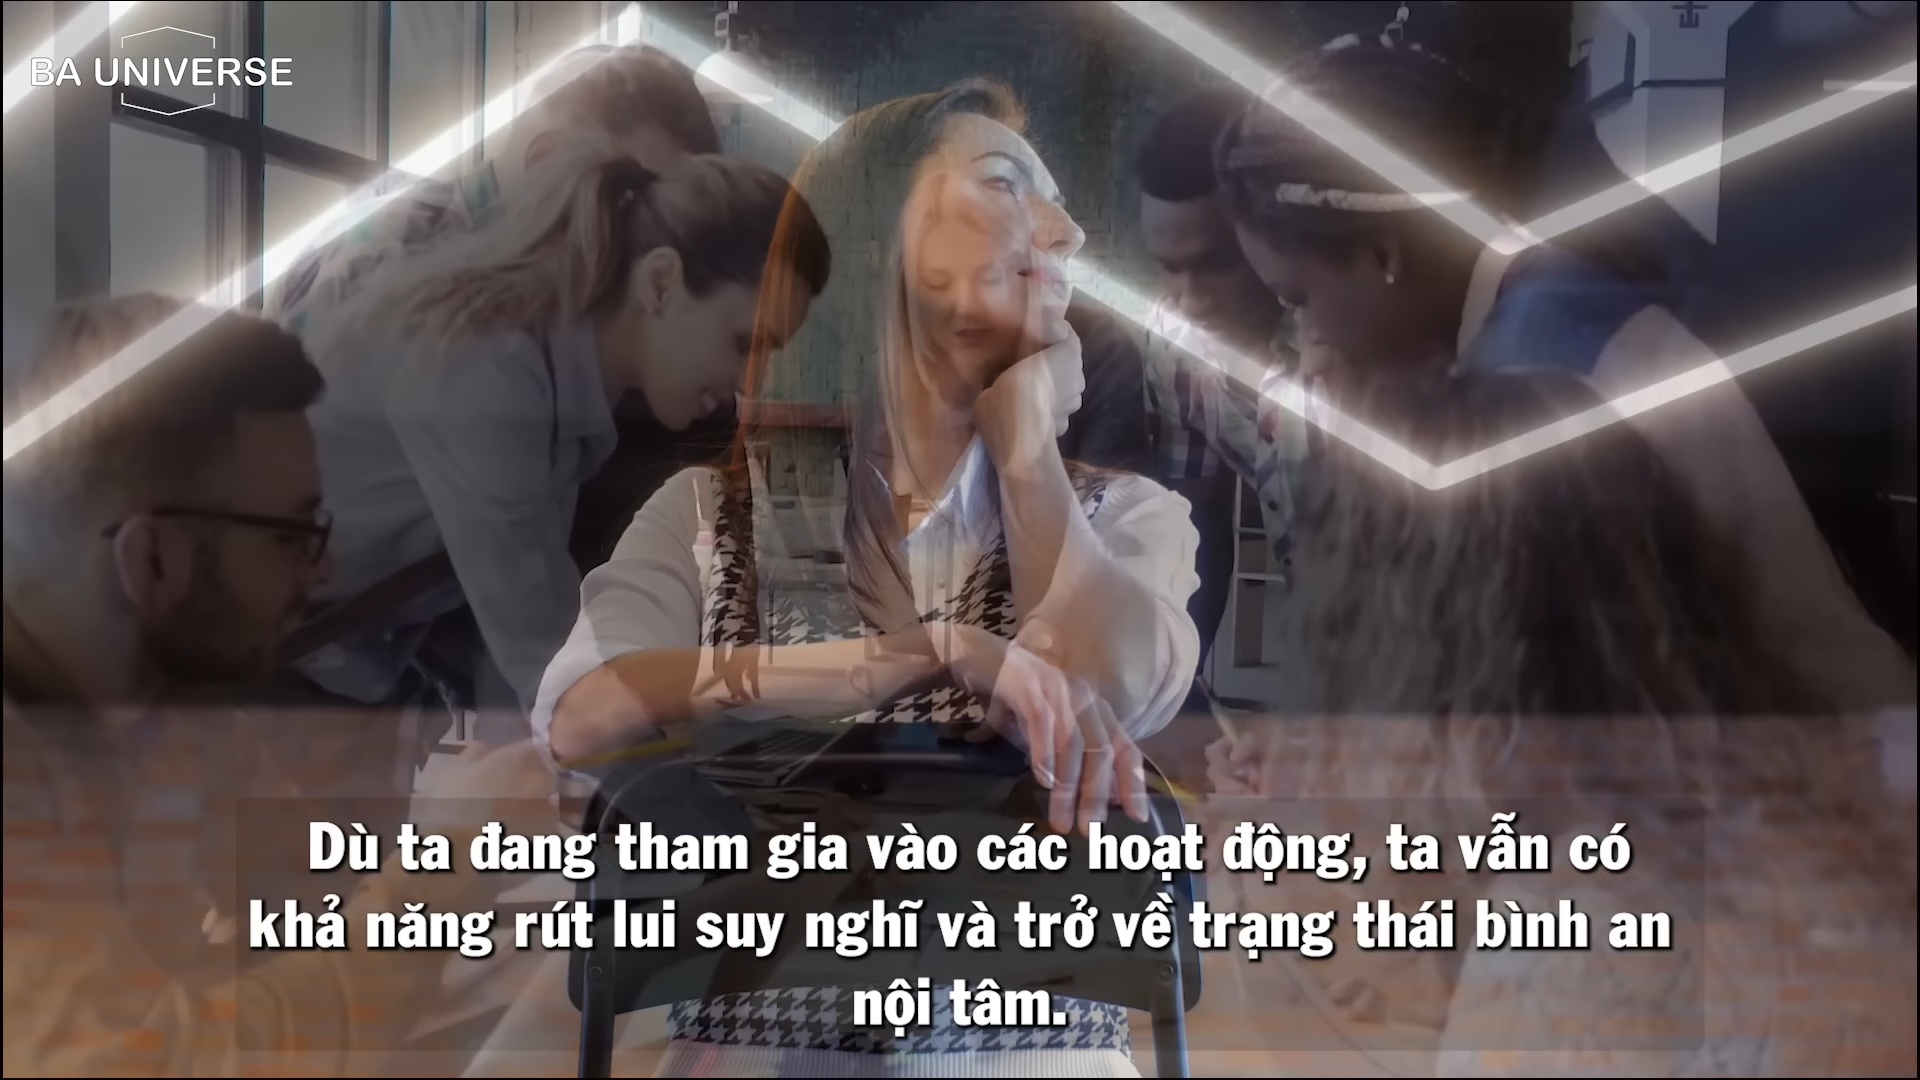 BA UNIVERSE
Dù ta đang tham gia vào các hoạt động, ta vẫn có
khả năng rút lui suy nghĩ và trở về trạng thái bình an
nội tâm.